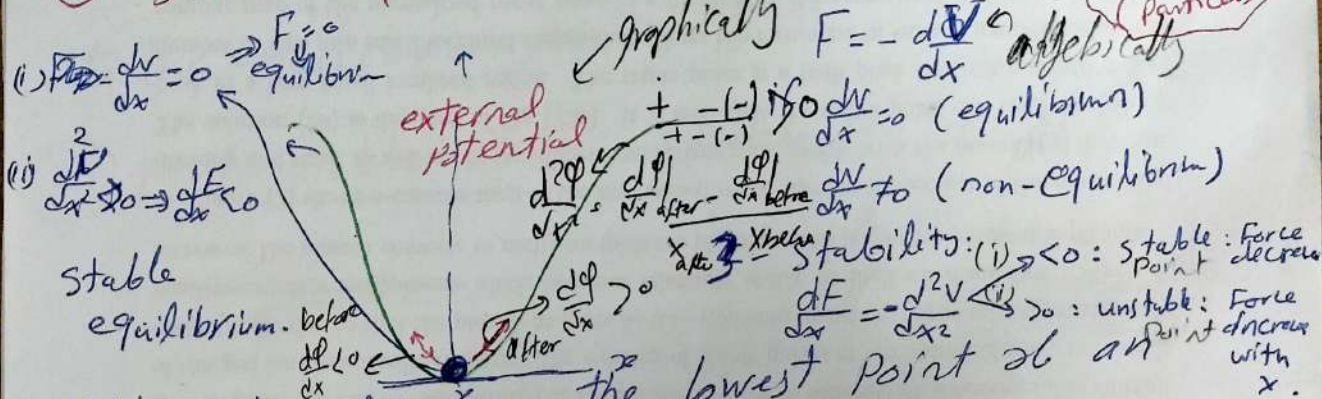 (Particle
graphically
F = - dV/dx algebically
(i) dV/dx = 0 ⇒ F = 0
equilibrium
external
potential
+ - (-)
+ - (-)
if dV/dx = 0 (equilibrium)
(ii) d²V/dx² > 0 ⇒ dF/dx < 0
d²φ/dx² = dφ/dx|after - dφ/dx|before
x after - x before
dV/dx ≠ 0 (non-equilibrium)
stable
equilibrium.
Stability: (i) < 0 : stable point : Force decrea
dF/dx = - d²V/dx² (ii) > 0 : unstable point : Force increase with x.
before
dφ/dx < 0
dφ/dx > 0
after
x
the lowest point of an